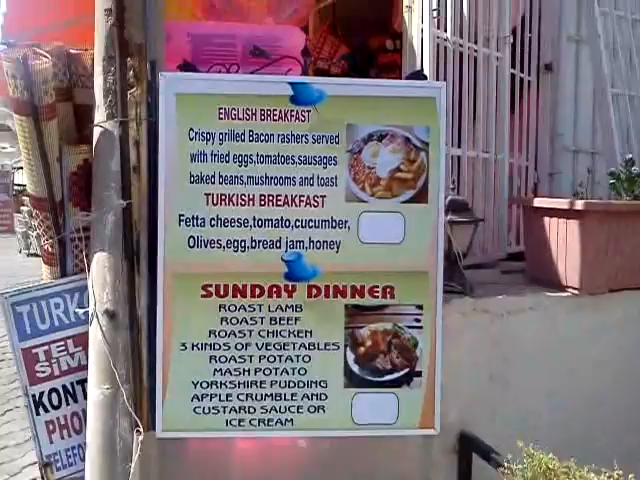 ENGLISH BREAKFAST
Crispy grilled Bacon rashers served
with fried eggs,tomatoes,sausages
baked beans,mushrooms and toast
TURKISH BREAKFAST
Fetta cheese,tomato,cucumber,
Olives,egg,bread jam,honey
SUNDAY DINNER
ROAST LAMB
ROAST BEEF
ROAST CHICKEN
3 KINDS OF VEGETABLES
ROAST POTATO
MASH POTATO
YORKSHIRE PUDDING
APPLE CRUMBLE AND
CUSTARD SAUCE OR
ICE CREAM
TURK
TEL
SiM
KONT
PHO
TELEFO